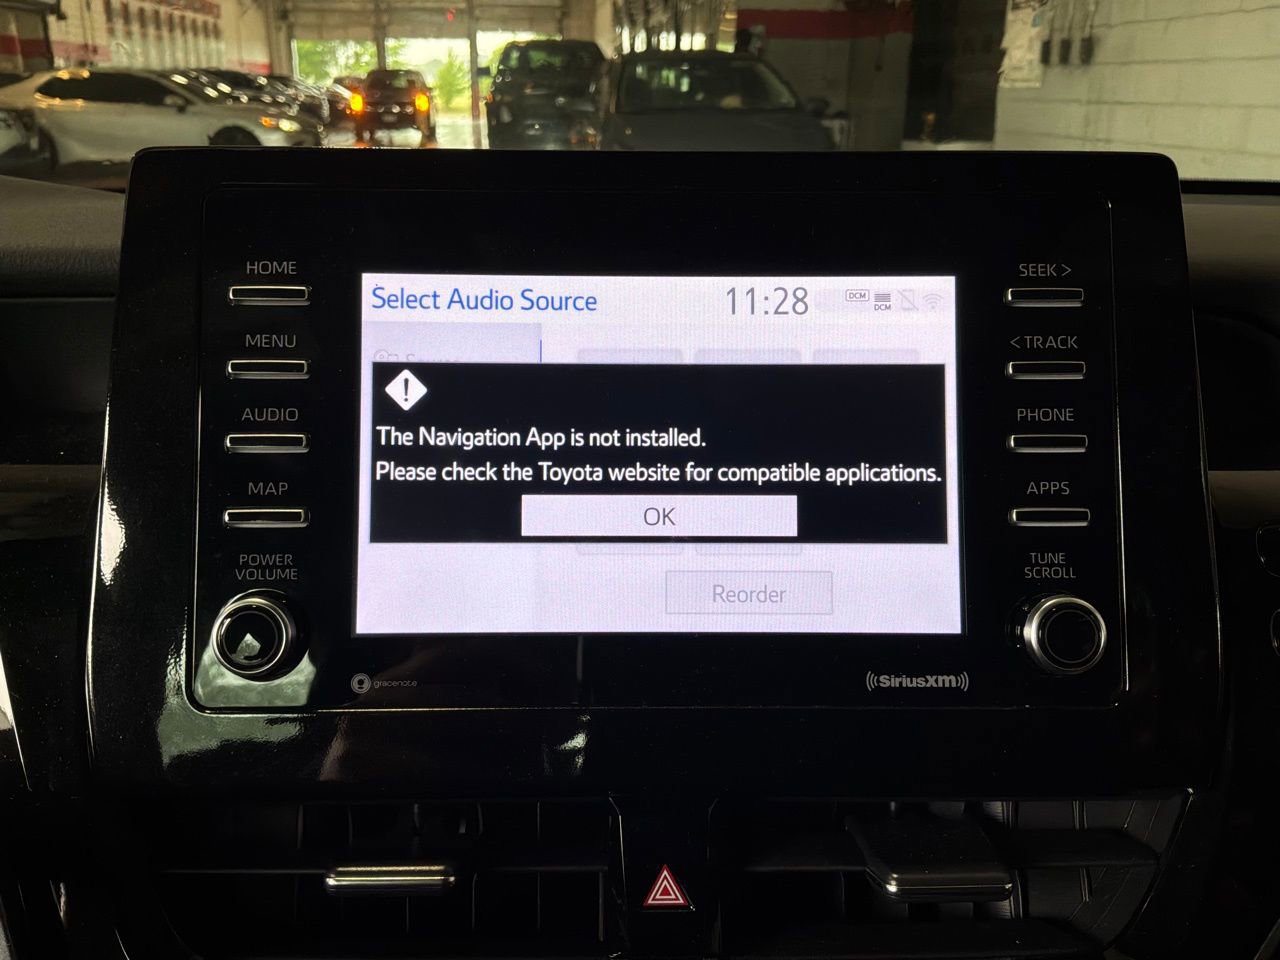 HOME
MENU
AUDIO
MAP
POWER
VOLUME
Select Audio Source
11:28
DCM
DCM
Source
The Navigation App is not installed.
Please check the Toyota website for compatible applications.
OK
Reorder
gracenote
SiriusXM
SEEK >
< TRACK
PHONE
APPS
TUNE
SCROLL